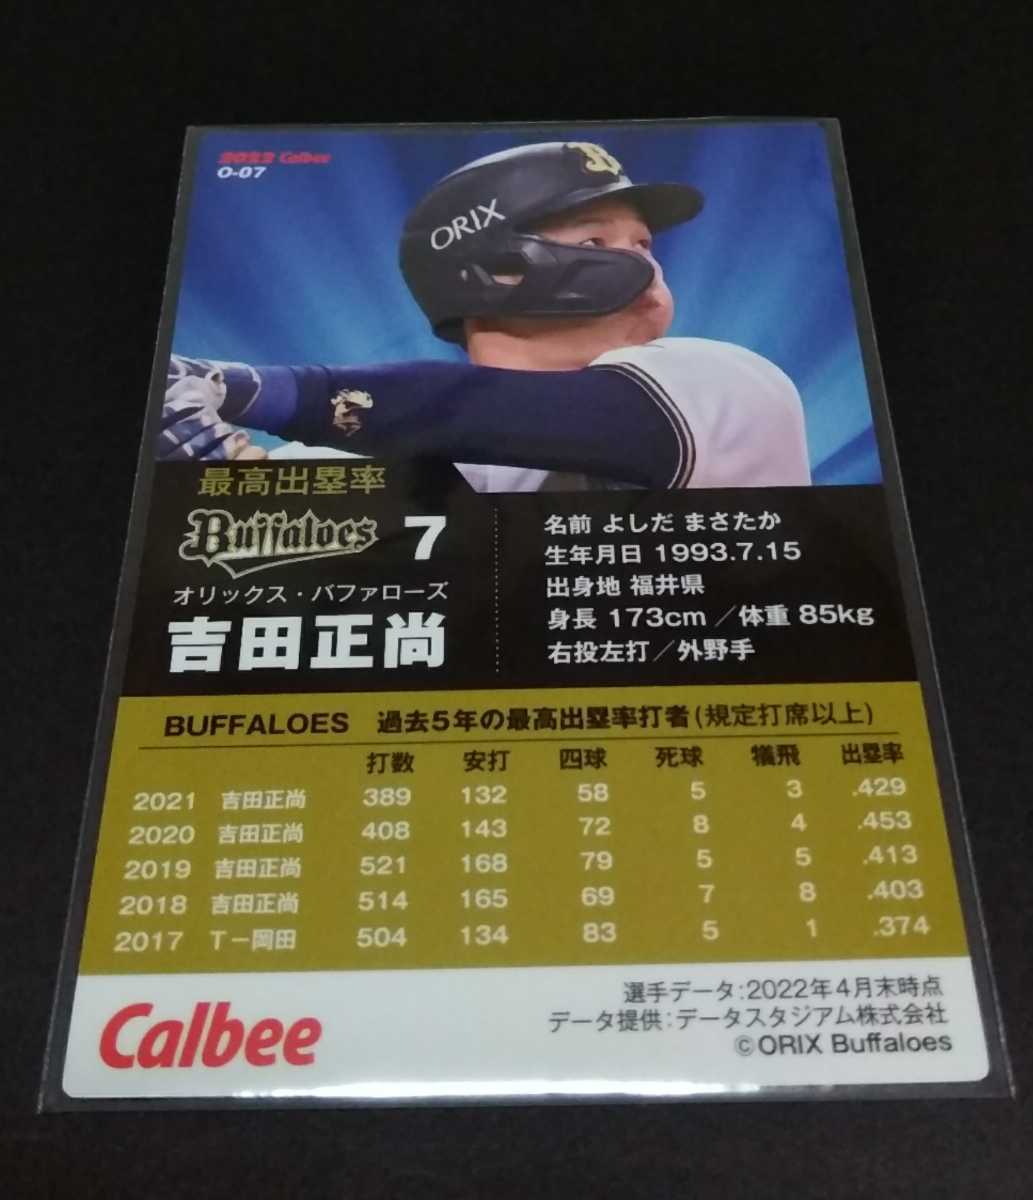 2022 Calbee
O-07
B
ORIX
最高出塁率
Buffaloes 7
オリックス・バファローズ
吉田正尚
名前 よしだ まさたか
生年月日 1993.7.15
出身地 福井県
身長 173cm／体重 85kg
右投左打／外野手
BUFFALOES 過去5年の最高出塁率打者(規定打席以上)
打数 安打 四球 死球 犠飛 出塁率
2021 吉田正尚 389 132 58 5 3 .429
2020 吉田正尚 408 143 72 8 4 .453
2019 吉田正尚 521 168 79 5 5 .413
2018 吉田正尚 514 165 69 7 8 .403
2017 T－岡田 504 134 83 5 1 .374
Calbee
選手データ:2022年4月末時点
データ提供:データスタジアム株式会社
©ORIX Buffaloes